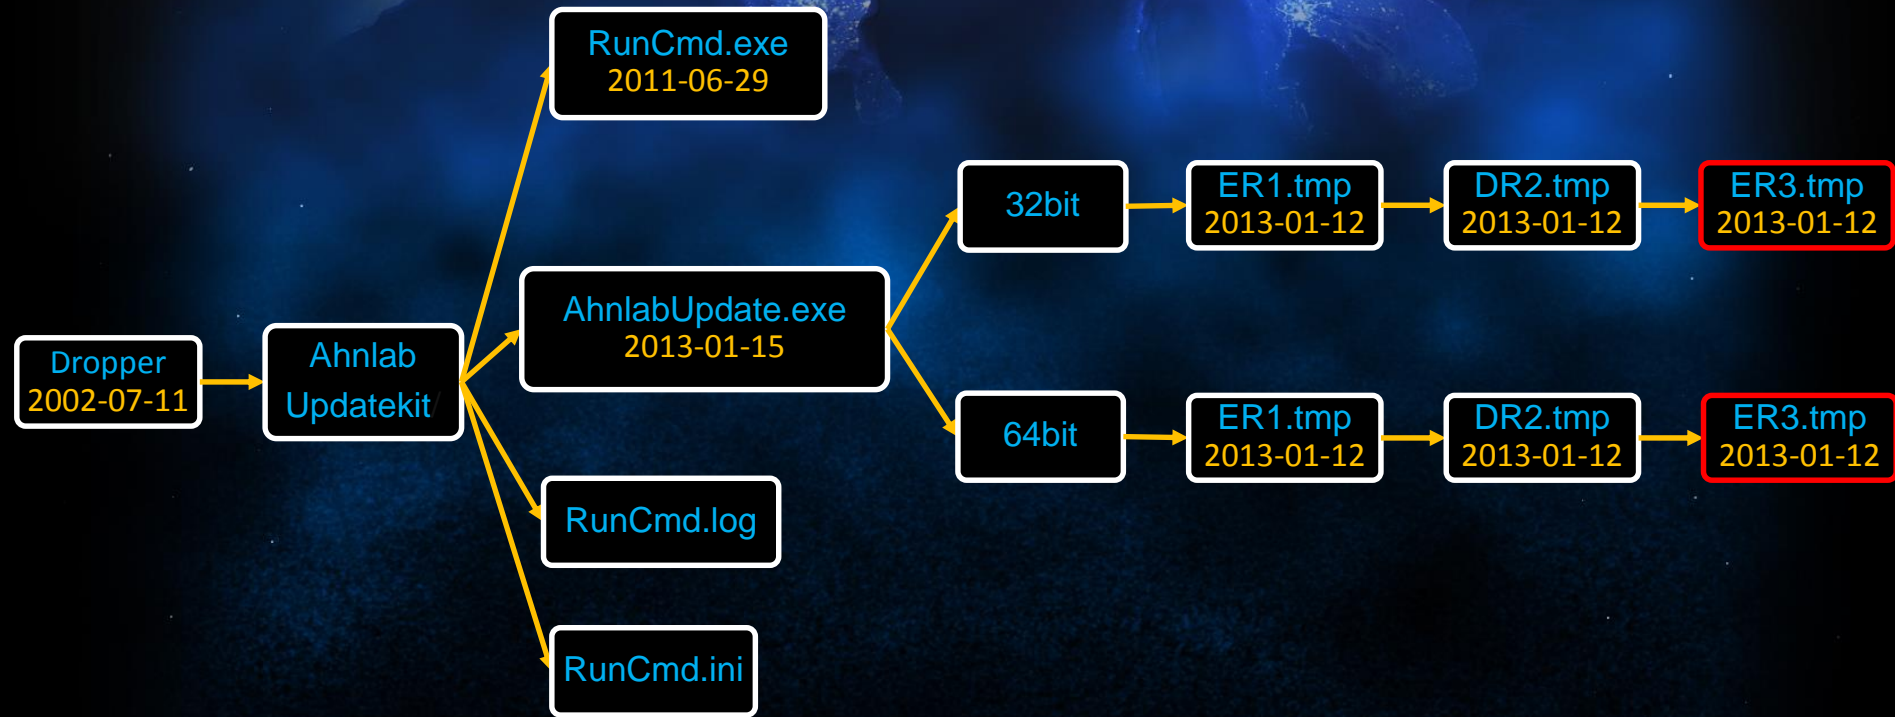 RunCmd.exe
2011-06-29
32bit
ER1.tmp
2013-01-12
DR2.tmp
2013-01-12
ER3.tmp
2013-01-12
AhnlabUpdate.exe
2013-01-15
Dropper
2002-07-11
Ahnlab
Updatekit/
64bit
ER1.tmp
2013-01-12
DR2.tmp
2013-01-12
ER3.tmp
2013-01-12
RunCmd.log
RunCmd.ini